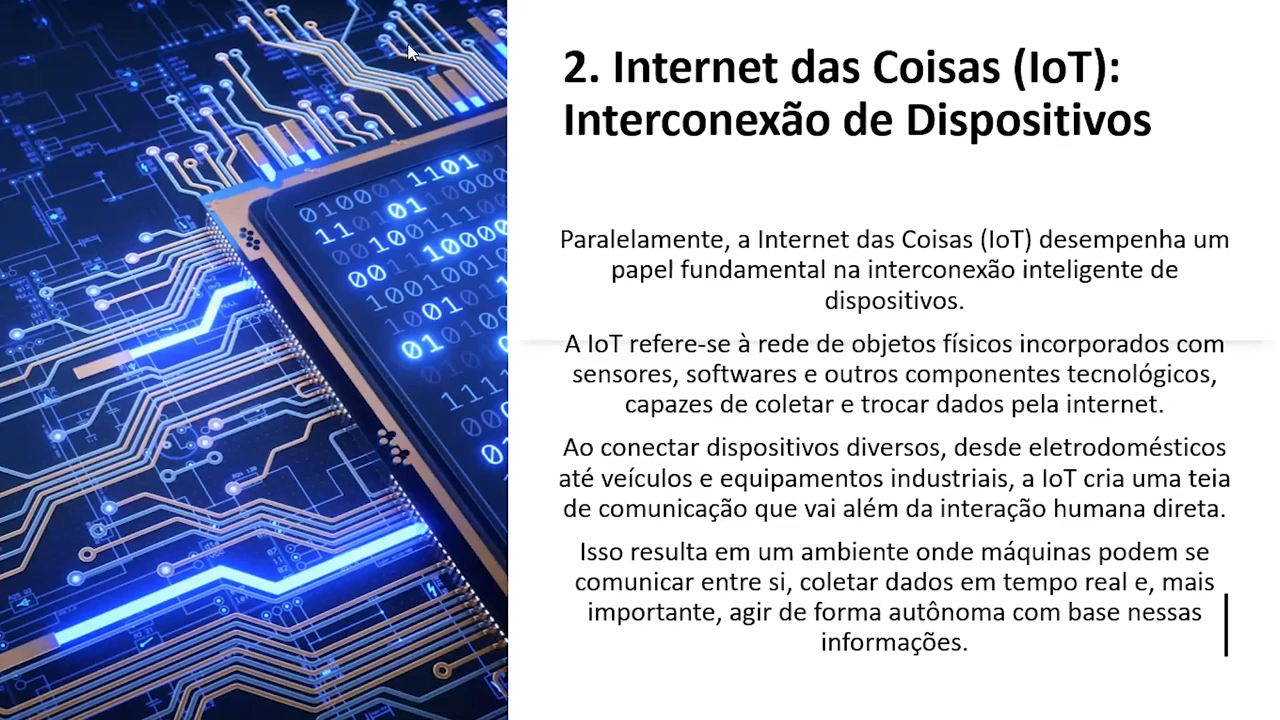 2. Internet das Coisas (IoT):
Interconexão de Dispositivos
Paralelamente, a Internet das Coisas (IoT) desempenha um
papel fundamental na interconexão inteligente de
dispositivos.
A IoT refere-se à rede de objetos físicos incorporados com
sensores, softwares e outros componentes tecnológicos,
capazes de coletar e trocar dados pela internet.
Ao conectar dispositivos diversos, desde eletrodomésticos
até veículos e equipamentos industriais, a IoT cria uma teia
de comunicação que vai além da interação humana direta.
Isso resulta em um ambiente onde máquinas podem se
comunicar entre si, coletar dados em tempo real e, mais
importante, agir de forma autônoma com base nessas
informações.